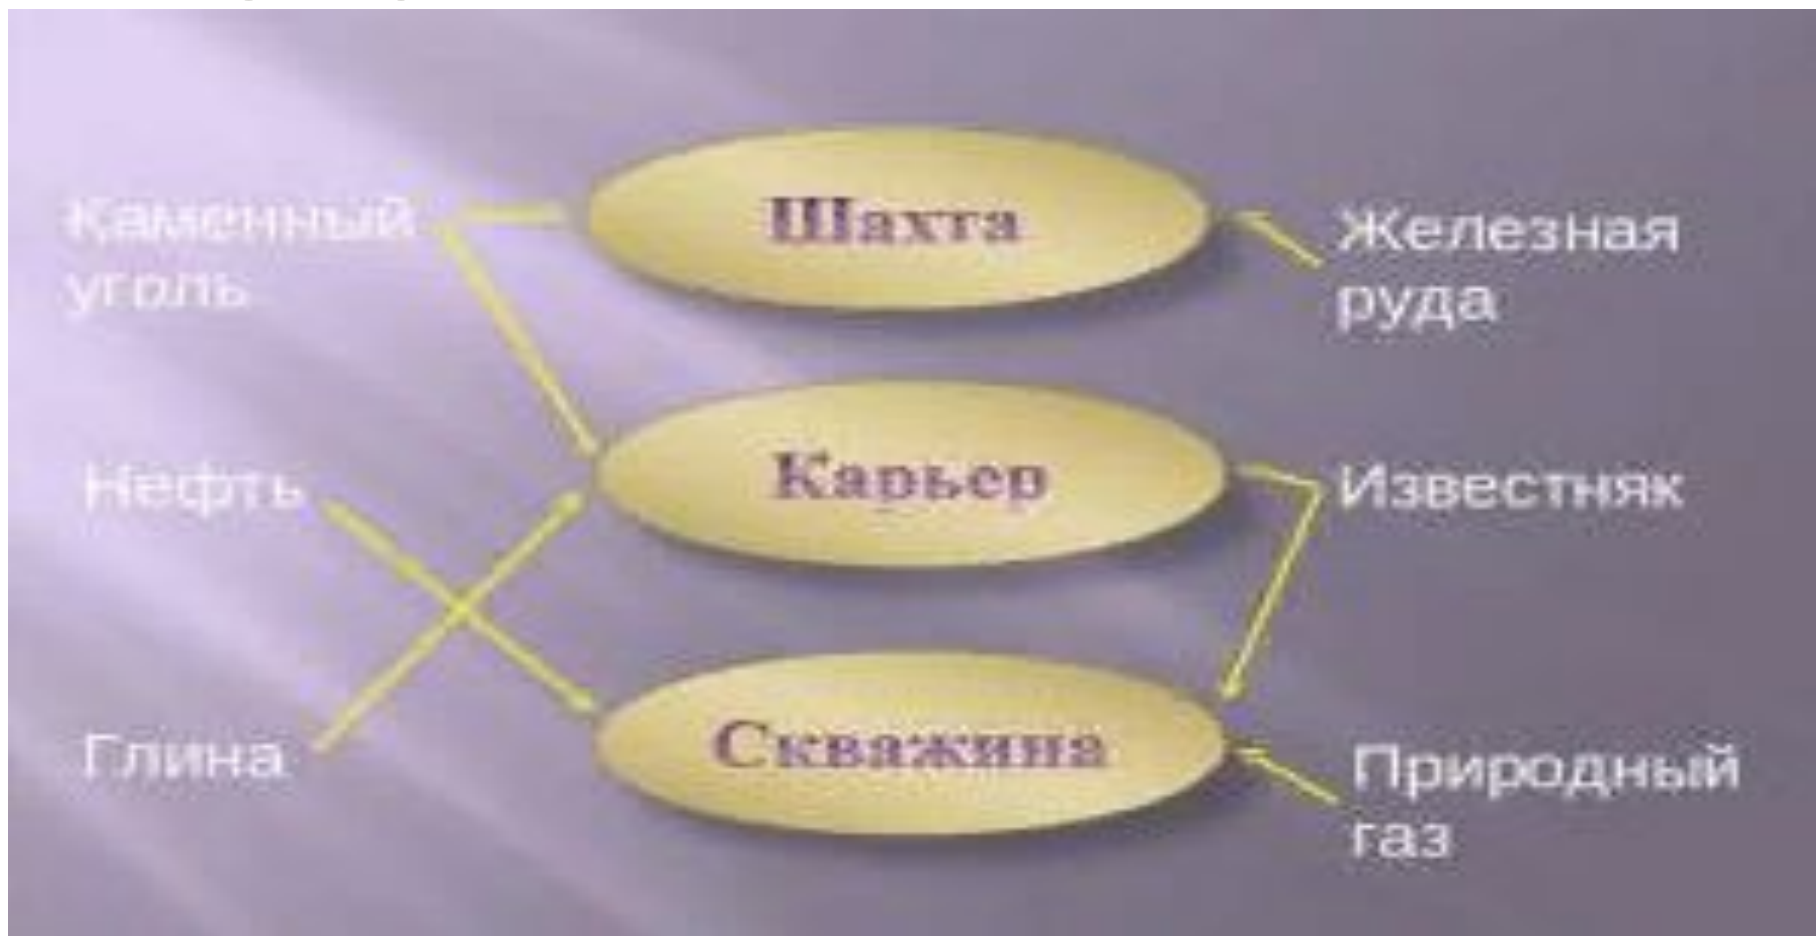 Каменный
уголь
Шахта
Железная
руда
Нефть
Карьер
Известняк
Глина
Скважина
Природный
газ